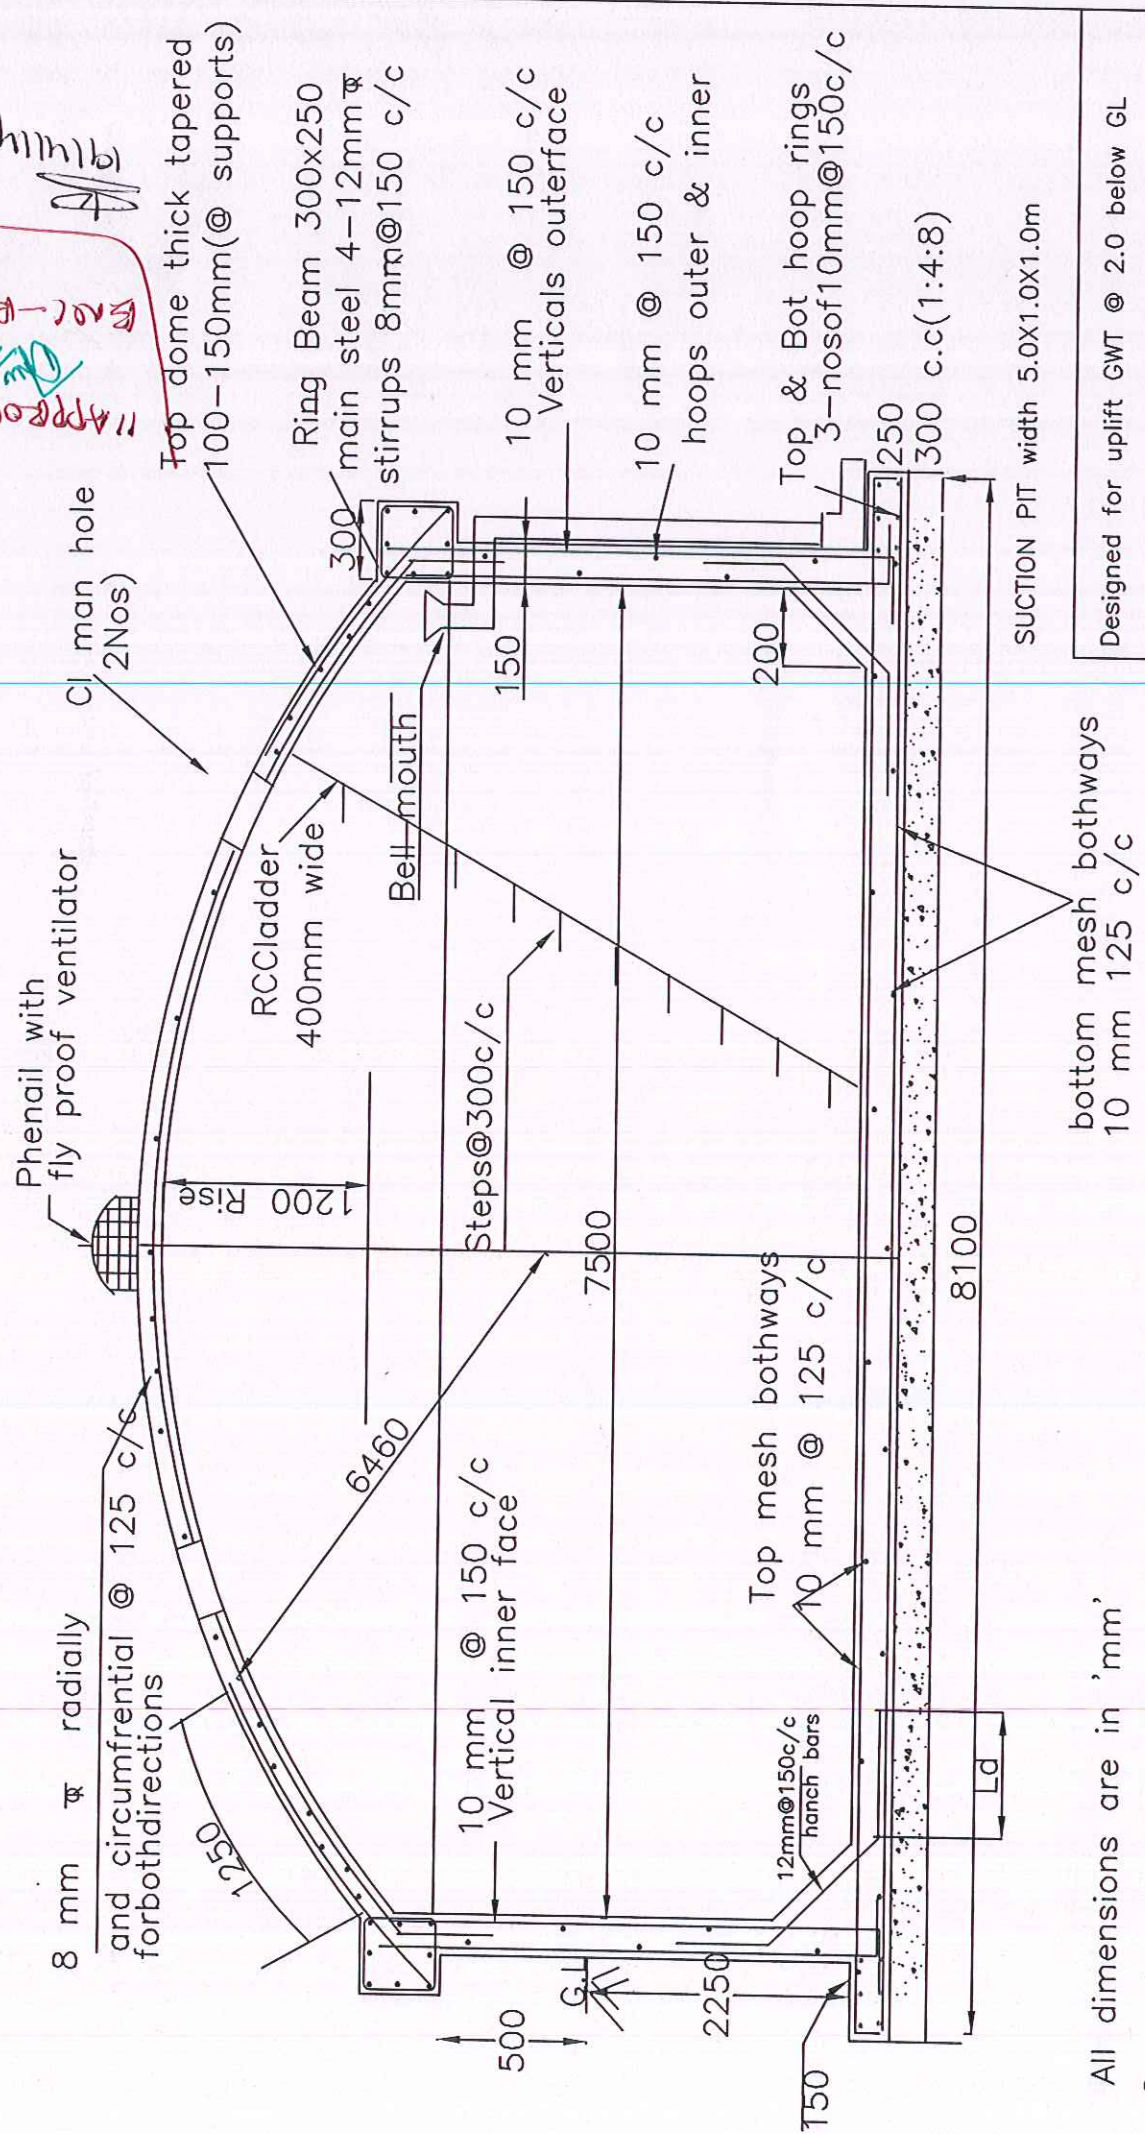 Phenail with
fly proof ventilator
CI man hole
2Nos)
Top dome thick tapered
100-150mm(@ supports)
Ring Beam 300x250
main steel 4-12mm
stirrups 8mm@150 c/c
10 mm @ 150 c/c
Verticals outerface
10 mm @ 150 c/c
hoops outer & inner
Top & Bot hoop rings
3-nosof10mm@150c/c
250
300 c.c(1:4:8)
8 mm radially
and circumfrential @ 125 c/c
forbothdirections
1250
1200 Rise
RCCladder
400mm wide
Bell mouth
300
150
200
Steps@300c/c
6460
7500
10 mm @ 150 c/c
Vertical inner face
500
G.L
2250
150
12mm@150c/c
hanch bars
Top mesh bothways
10 mm @ 125 c/c
Ld
8100
bottom mesh bothways
10 mm 125 c/c
SUCTION PIT width 5.0X1.0X1.0m
Designed for uplift GWT @ 2.0 below GL
All dimensions are in 'mm'